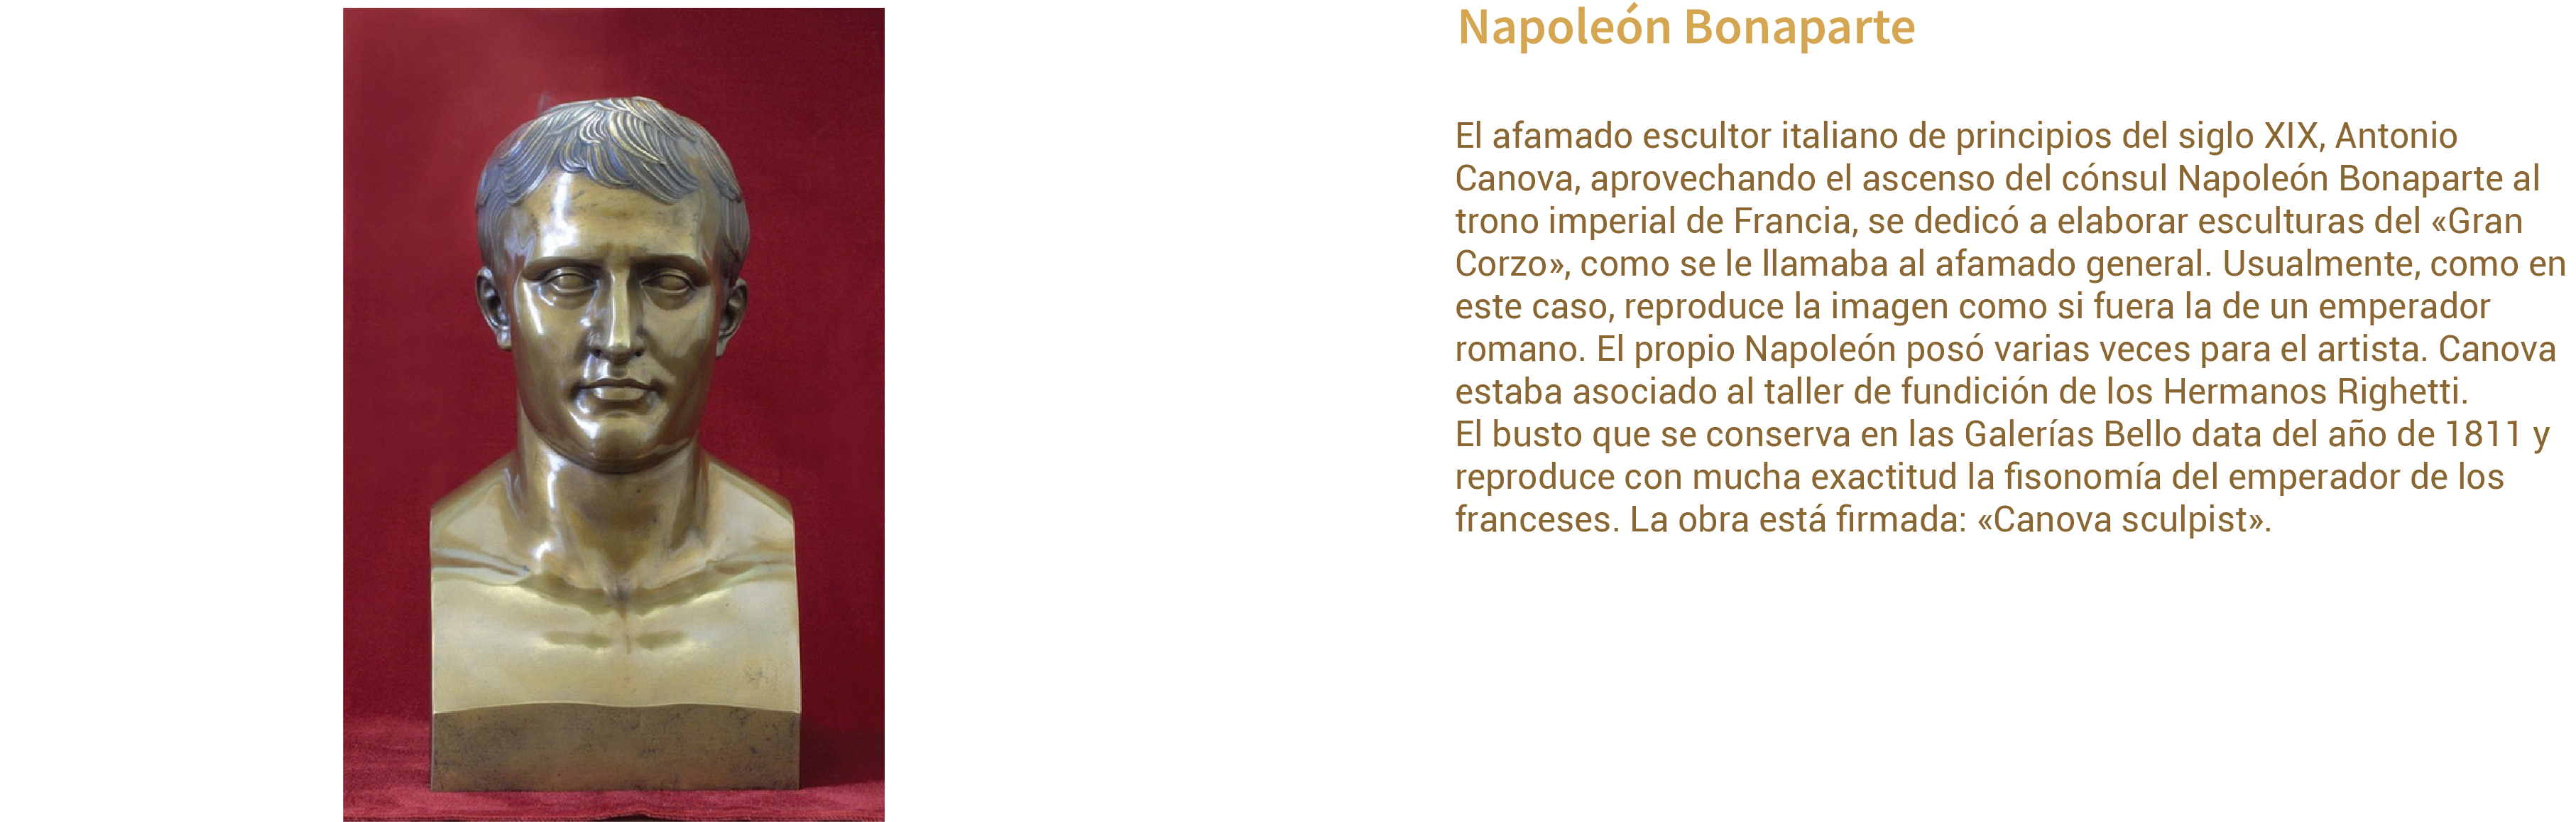 Napoleón Bonaparte
El afamado escultor italiano de principios del siglo XIX, Antonio
Canova, aprovechando el ascenso del cónsul Napoleón Bonaparte al
trono imperial de Francia, se dedicó a elaborar esculturas del «Gran
Corzo», como se le llamaba al afamado general. Usualmente, como en
este caso, reproduce la imagen como si fuera la de un emperador
romano. El propio Napoleón posó varias veces para el artista. Canova
estaba asociado al taller de fundición de los Hermanos Righetti.
El busto que se conserva en las Galerías Bello data del año de 1811 y
reproduce con mucha exactitud la fisonomía del emperador de los
franceses. La obra está firmada: «Canova sculpist».